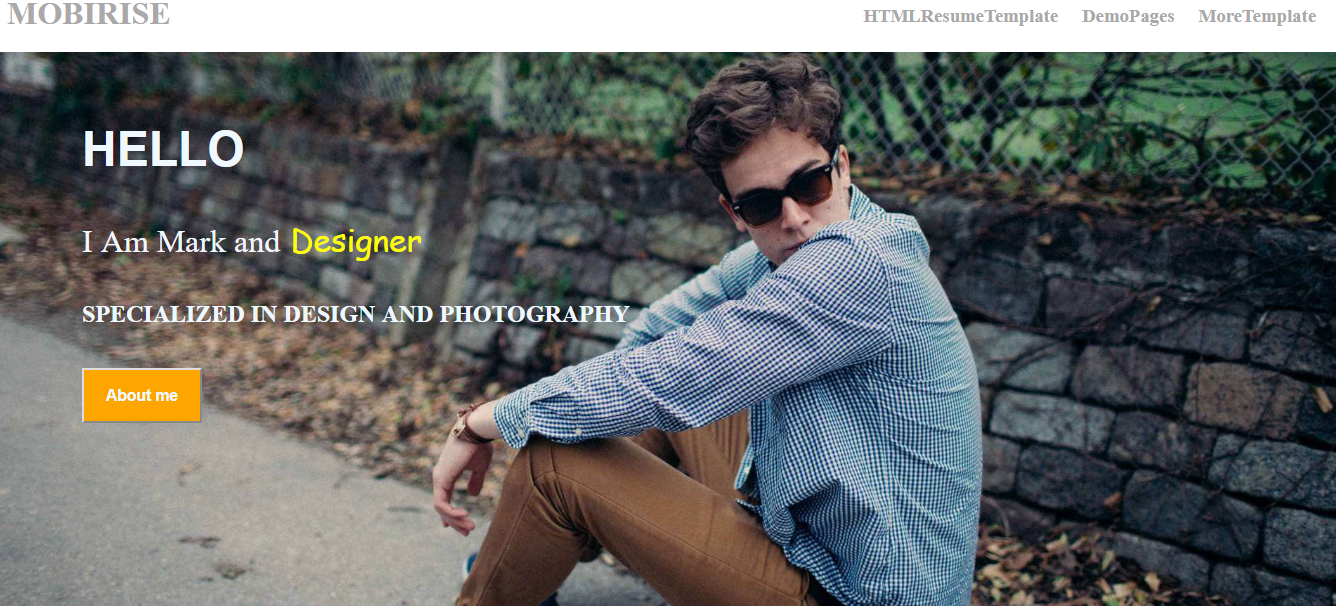 MOBIRISE
HTMLResumeTemplate DemoPages MoreTemplate
HELLO
I Am Mark and Designer
SPECIALIZED IN DESIGN AND PHOTOGRAPHY
About me